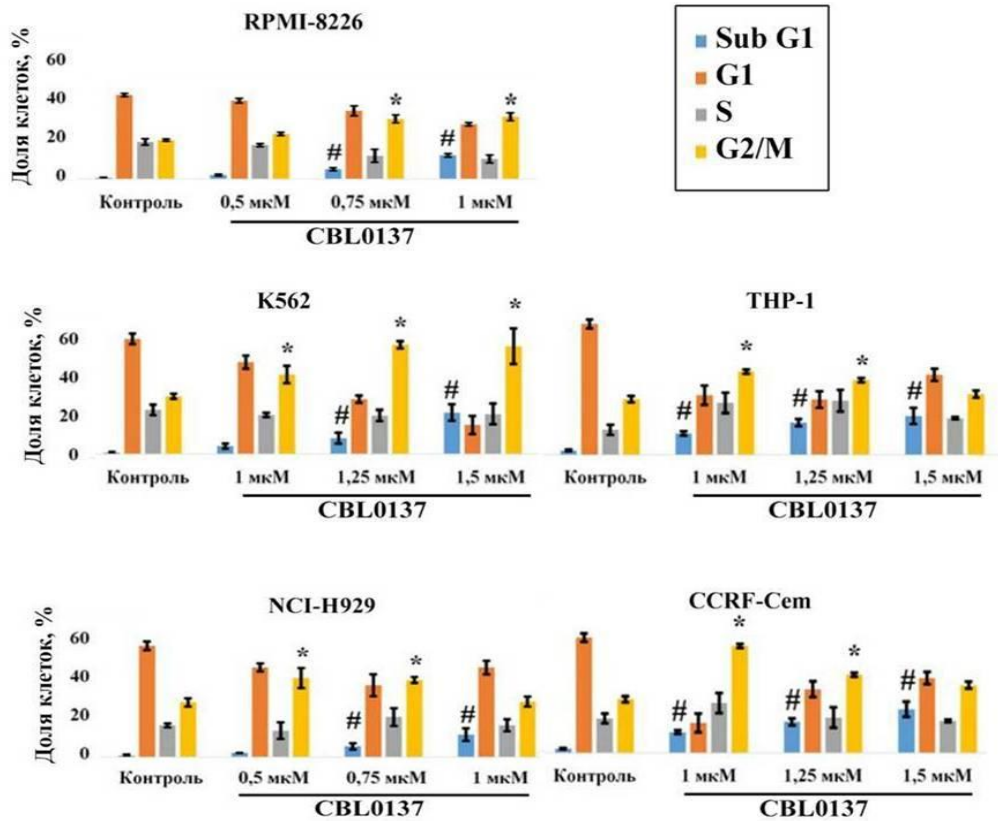 RPMI-8226
Доля клеток, %
60
40
20
0
* *
# #
Контроль 0,5 мкМ 0,75 мкМ 1 мкМ
CBL0137
Sub G1
G1
S
G2/M
K562
Доля клеток, %
60
40
20
0
* * *
# #
Контроль 1 мкМ 1,25 мкМ 1,5 мкМ
CBL0137
THP-1
* *
# # #
Контроль 1 мкМ 1,25 мкМ 1,5 мкМ
CBL0137
NCI-H929
Доля клеток, %
60
40
20
0
* *
# #
Контроль 0,5 мкМ 0,75 мкМ 1 мкМ
CBL0137
CCRF-Cem
* *
# # #
Контроль 1 мкМ 1,25 мкМ 1,5 мкМ
CBL0137